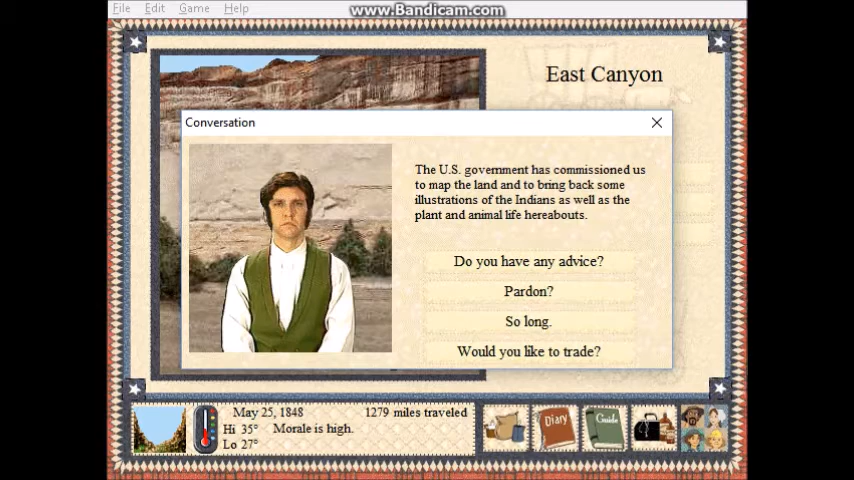 www.Bandicam.com
File Edit Game Help
East Canyon
Conversation
The U.S. government has commissioned us
to map the land and to bring back some
illustrations of the Indians as well as the
plant and animal life hereabouts.
Do you have any advice?
Pardon?
So long.
Would you like to trade?
May 25, 1848 1279 miles traveled
Hi 35° Morale is high.
Lo 27°
Diary
Guide